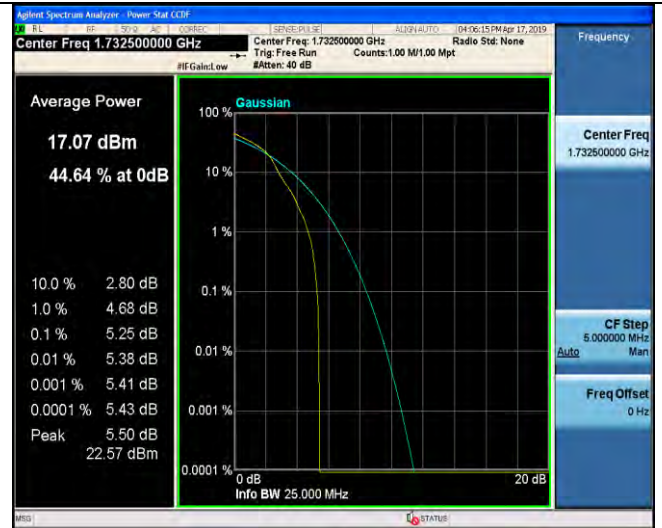 Agilent Spectrum Analyzer - Power Stat CCDF
RL RF 50 Ω AC CORREC SENSE:PULSE ALIGN AUTO 04:06:15 PM Apr 17, 2019
Center Freq 1.732500000 GHz
Center Freq: 1.732500000 GHz Radio Std: None
Trig: Free Run Counts:1.00 M/1.00 Mpt
#IFGain:Low #Atten: 40 dB
Frequency
Average Power
17.07 dBm
44.64 % at 0dB
10.0 % 2.80 dB
1.0 % 4.68 dB
0.1 % 5.25 dB
0.01 % 5.38 dB
0.001 % 5.41 dB
0.0001 % 5.43 dB
Peak 5.50 dB
22.57 dBm
Gaussian
100 %
10 %
1 %
0.1 %
0.01 %
0.001 %
0.0001 %
0 dB 20 dB
Info BW 25.000 MHz
Center Freq
1.732500000 GHz
CF Step
5.000000 MHz
Auto Man
Freq Offset
0 Hz
MSG STATUS